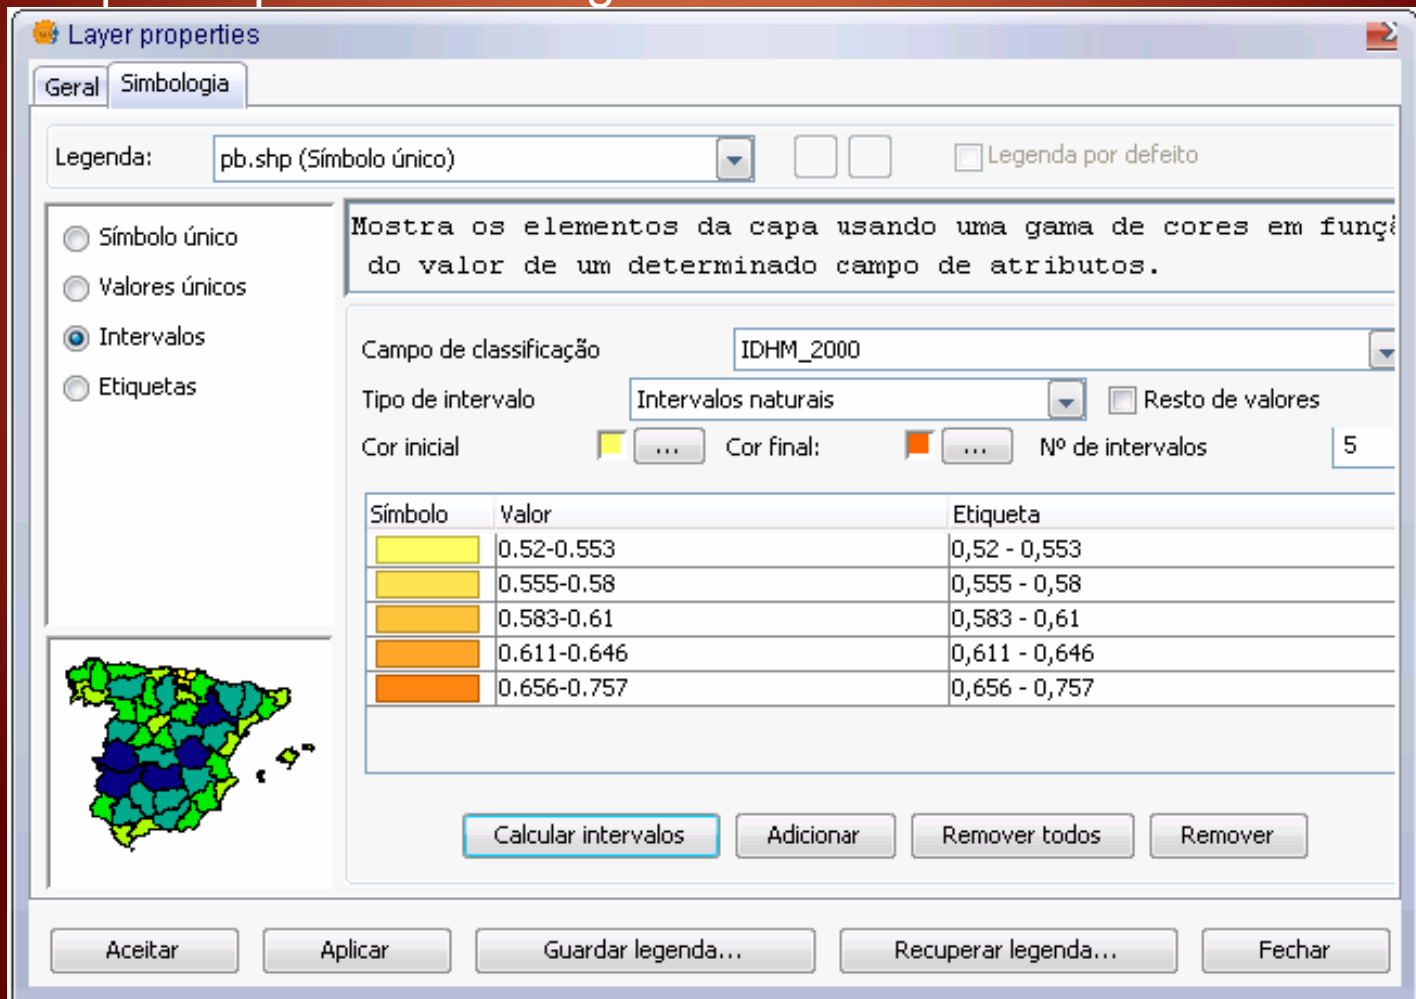 Layer properties
Geral Simbologia
Legenda: pb.shp (Símbolo único) Legenda por defeito
Símbolo único
Valores únicos
Intervalos
Etiquetas
Mostra os elementos da capa usando uma gama de cores em
do valor de um determinado campo de atributos.
Campo de classificação IDHM_2000
Tipo de intervalo Intervalos naturais Resto de valores
Cor inicial ... Cor final: ... Nº de intervalos 5
Símbolo Valor Etiqueta
0.52-0.553 0,52 - 0,553
0.555-0.58 0,555 - 0,58
0.583-0.61 0,583 - 0,61
0.611-0.646 0,611 - 0,646
0.656-0.757 0,656 - 0,757
Calcular intervalos Adicionar Remover todos Remover
Aceitar Aplicar Guardar legenda... Recuperar legenda... Fechar